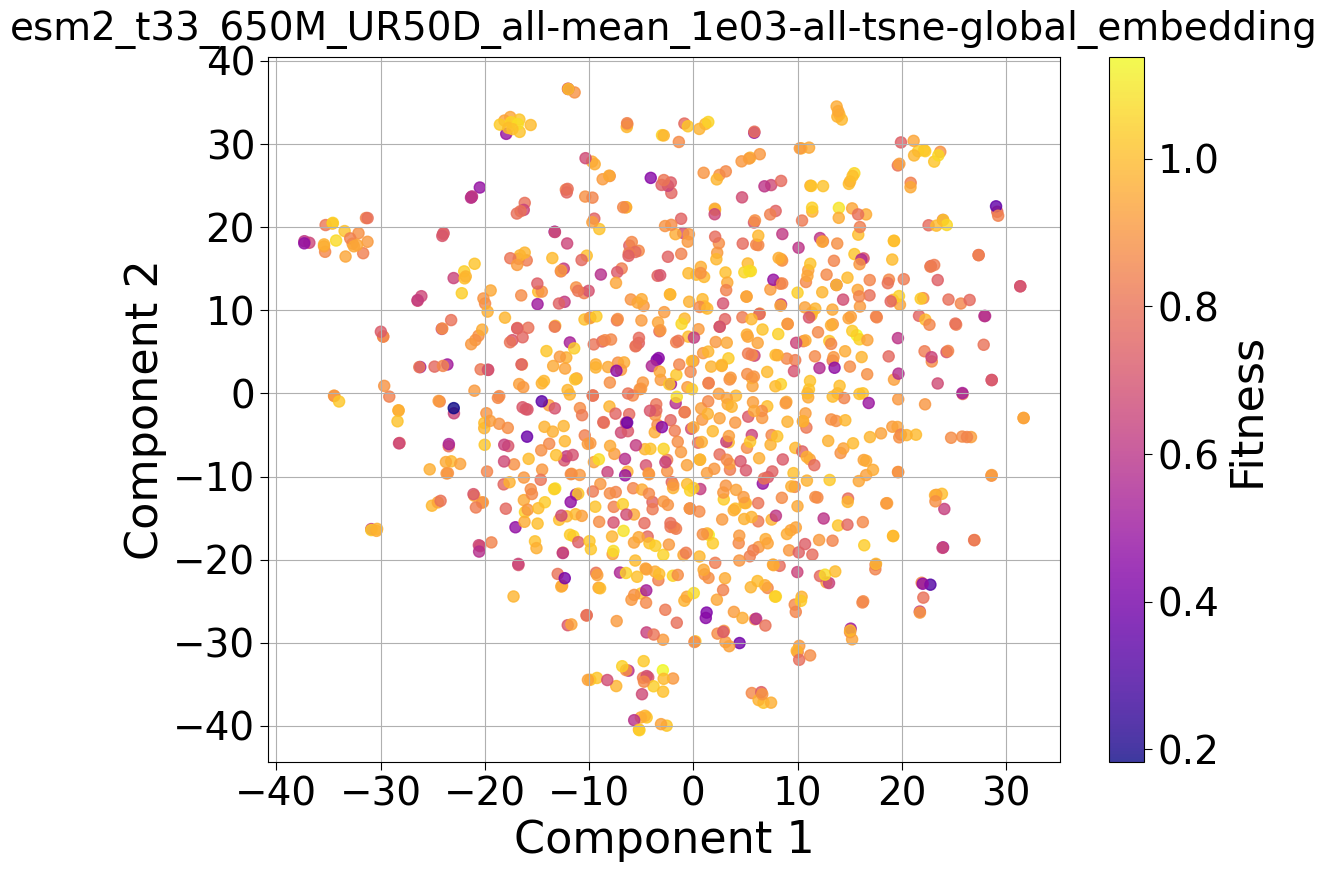 esm2_t33_650M_UR50D_all-mean_1e03-all-tsne-global_embedding
40
30
20
10
0
−10
−20
−30
−40
Component 2
−40 −30 −20 −10 0 10 20 30
Component 1
1.0
0.8
0.6
0.4
0.2
Fitness